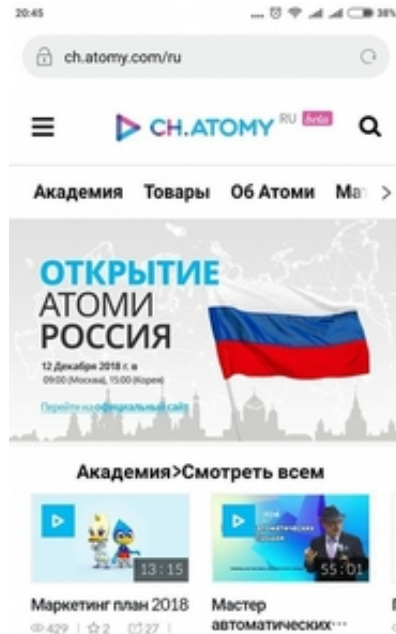 20:45
38%
ch.atomy.com/ru
CH.ATOMY RU beta
Академия Товары Об Атоми Ма
ОТКРЫТИЕ
АТОМИ
РОССИЯ
12 Декабря 2018 г. в
09:00 (Москва), 15:00 (Корея)
Перейти на официальный сайт
Академия>Смотреть всем
13:15
55:01
Маркетинг план 2018
Мастер
автоматических...
429 | 2 27 |